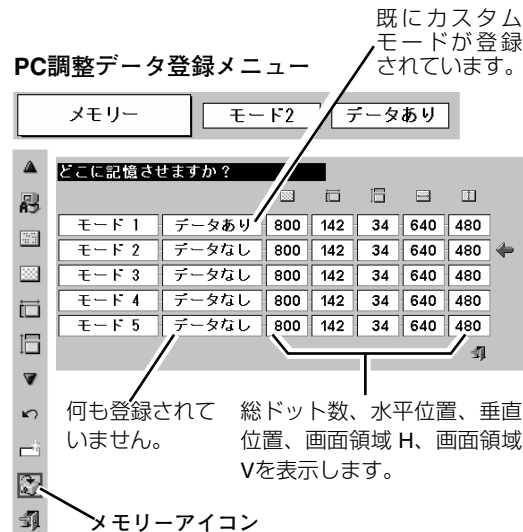 既にカスタム
モードが登録
されています。
PC調整データ登録メニュー
メモリー モード2 データあり
どこに記憶させますか？
モード 1 データあり 800 142 34 640 480
モード 2 データなし 800 142 34 640 480
モード 3 データなし 800 142 34 640 480
モード 4 データなし 800 142 34 640 480
モード 5 データなし 800 142 34 640 480
何も登録されて
いません。
総ドット数、水平位置、垂直
位置、画面領域 H、画面領域
Vを表示します。
メモリーアイコン